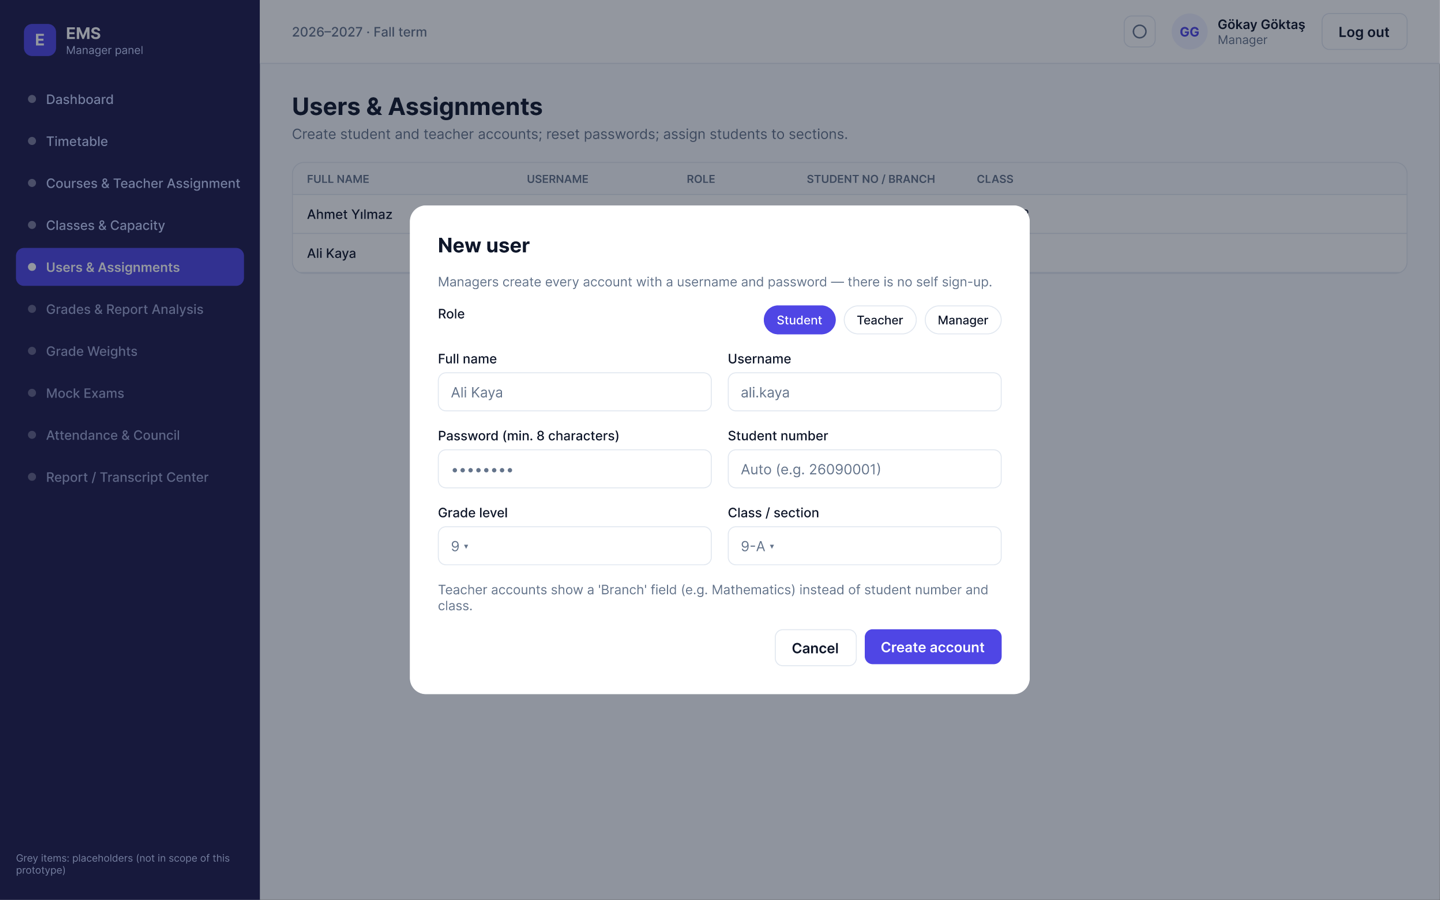 E
EMS
Manager panel
Dashboard
Timetable
Courses & Teacher Assignment
Classes & Capacity
Users & Assignments
Grades & Report Analysis
Grade Weights
Mock Exams
Attendance & Council
Report / Transcript Center
Grey items: placeholders (not in scope of this
prototype)
2026–2027 · Fall term
GG
Gökay Göktaş
Manager
Log out
Users & Assignments
Create student and teacher accounts; reset passwords; assign students to sections.
FULL NAME USERNAME ROLE STUDENT NO / BRANCH CLASS
Ahmet Yılmaz
Ali Kaya
New user
Managers create every account with a username and password — there is no self sign-up.
Role
Student Teacher Manager
Full name Username
Ali Kaya ali.kaya
Password (min. 8 characters) Student number
•••••••• Auto (e.g. 26090001)
Grade level Class / section
9 ▾ 9-A ▾
Teacher accounts show a 'Branch' field (e.g. Mathematics) instead of student number and
class.
Cancel Create account